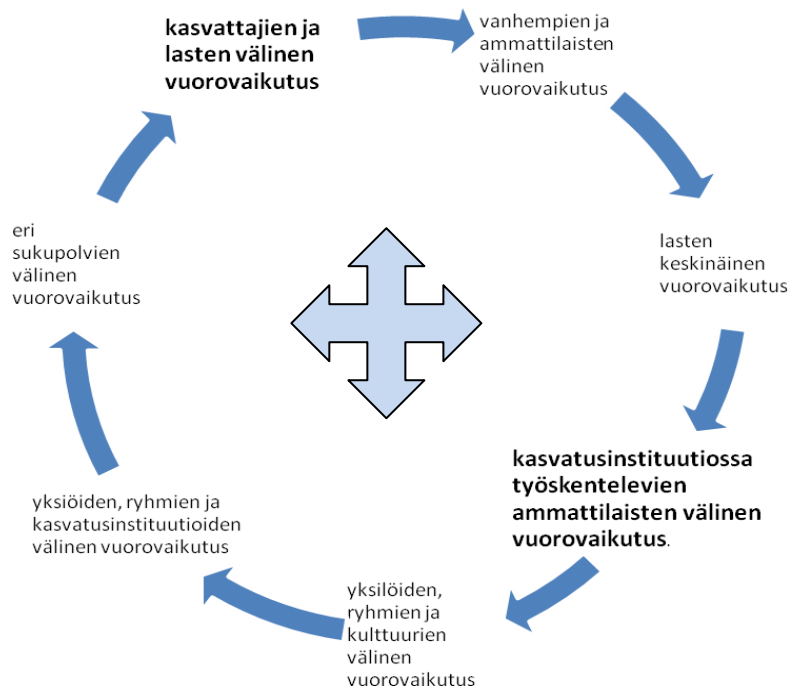 kasvattajien ja
lasten välinen
vuorovaikutus
vanhempien ja
ammattilaisten
välinen
vuorovaikutus
lasten
keskinäinen
vuorovaikutus
kasvatusinstituutiossa
työskentelevien
ammattilaisten välinen
vuorovaikutus.
yksilöiden,
ryhmien ja
kulttuurien
välinen
vuorovaikutus
yksiöiden, ryhmien ja
kasvatusinstituutioiden
välinen vuorovaikutus
eri
sukupolvien
välinen
vuorovaikutus